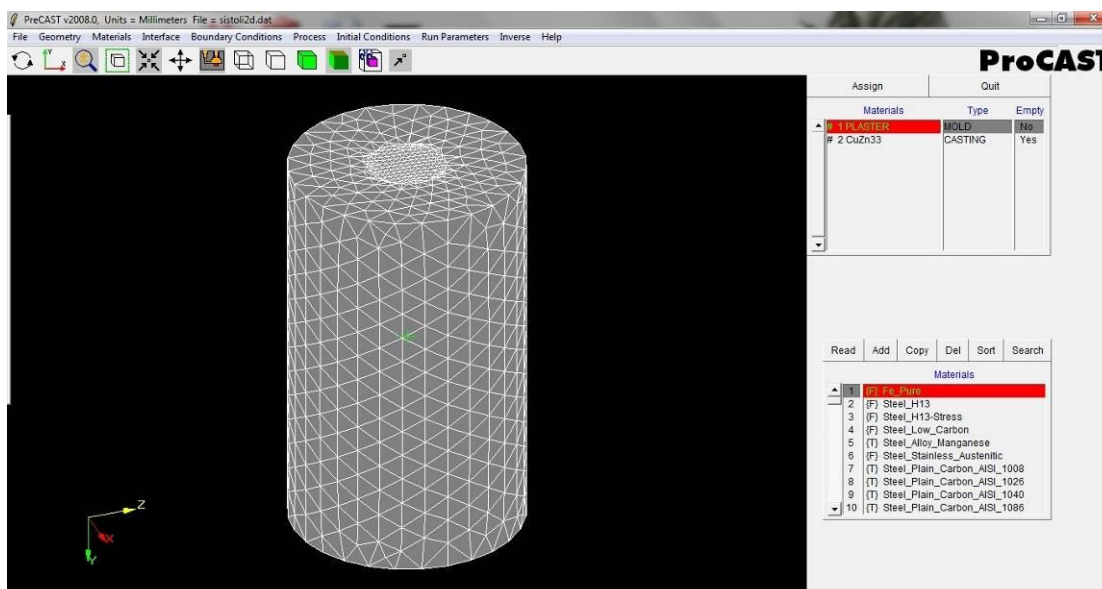 PreCAST v2008.0, Units = Millimeters File = sistoli2d.dat
File Geometry Materials Interface Boundary Conditions Process Initial Conditions Run Parameters Inverse Help
ProCAST
Assign Quit
Materials Type Empty
# 1 PLASTER MOLD No
# 2 CuZn33 CASTING Yes
Read Add Copy Del Sort Search
Materials
1 {F} Fe_Pure
2 {F} Steel_H13
3 {F} Steel_H13-Stress
4 {F} Steel_Low_Carbon
5 {T} Steel_Alloy_Manganese
6 {F} Steel_Stainless_Austenitic
7 {T} Steel_Plain_Carbon_AISI_1008
8 {T} Steel_Plain_Carbon_AISI_1026
9 {T} Steel_Plain_Carbon_AISI_1040
10 {T} Steel_Plain_Carbon_AISI_1086
Z
X
Y